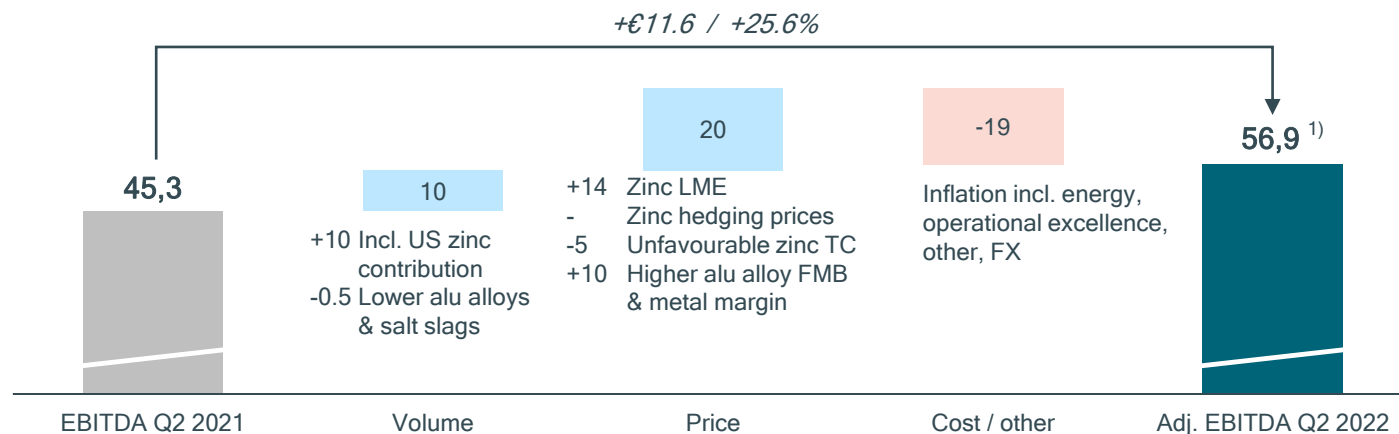 +€11.6 / +25.6%
45,3
10
+10 Incl. US zinc
contribution
-0.5 Lower alu alloys
& salt slags
20
+14 Zinc LME
- Zinc hedging prices
-5 Unfavourable zinc TC
+10 Higher alu alloy FMB
& metal margin
-19
Inflation incl. energy,
operational excellence,
other, FX
56,9 1)
EBITDA Q2 2021
Volume
Price
Cost / other
Adj. EBITDA Q2 2022